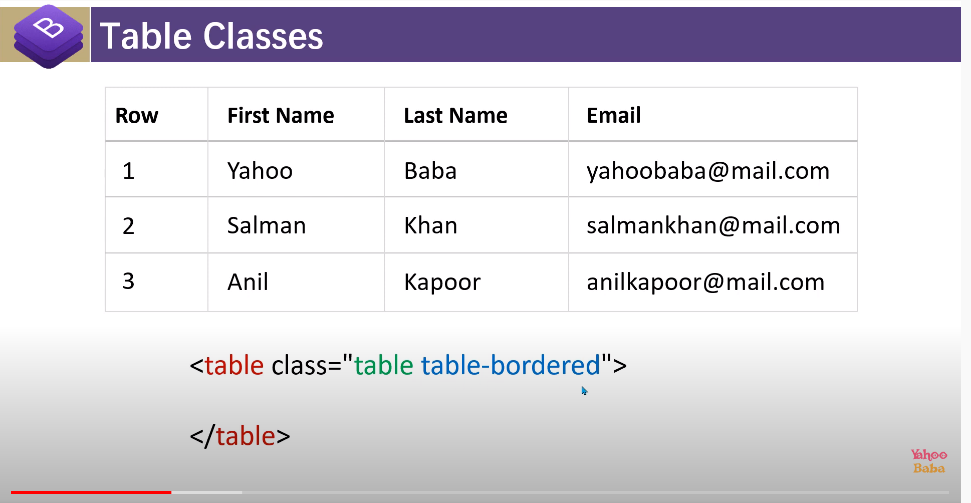 B
Table Classes
Row First Name Last Name Email
1 Yahoo Baba yahoobaba@mail.com
2 Salman Khan salmankhan@mail.com
3 Anil Kapoor anilkapoor@mail.com
<table class="table table-bordered">
</table>
Yahoo
Baba